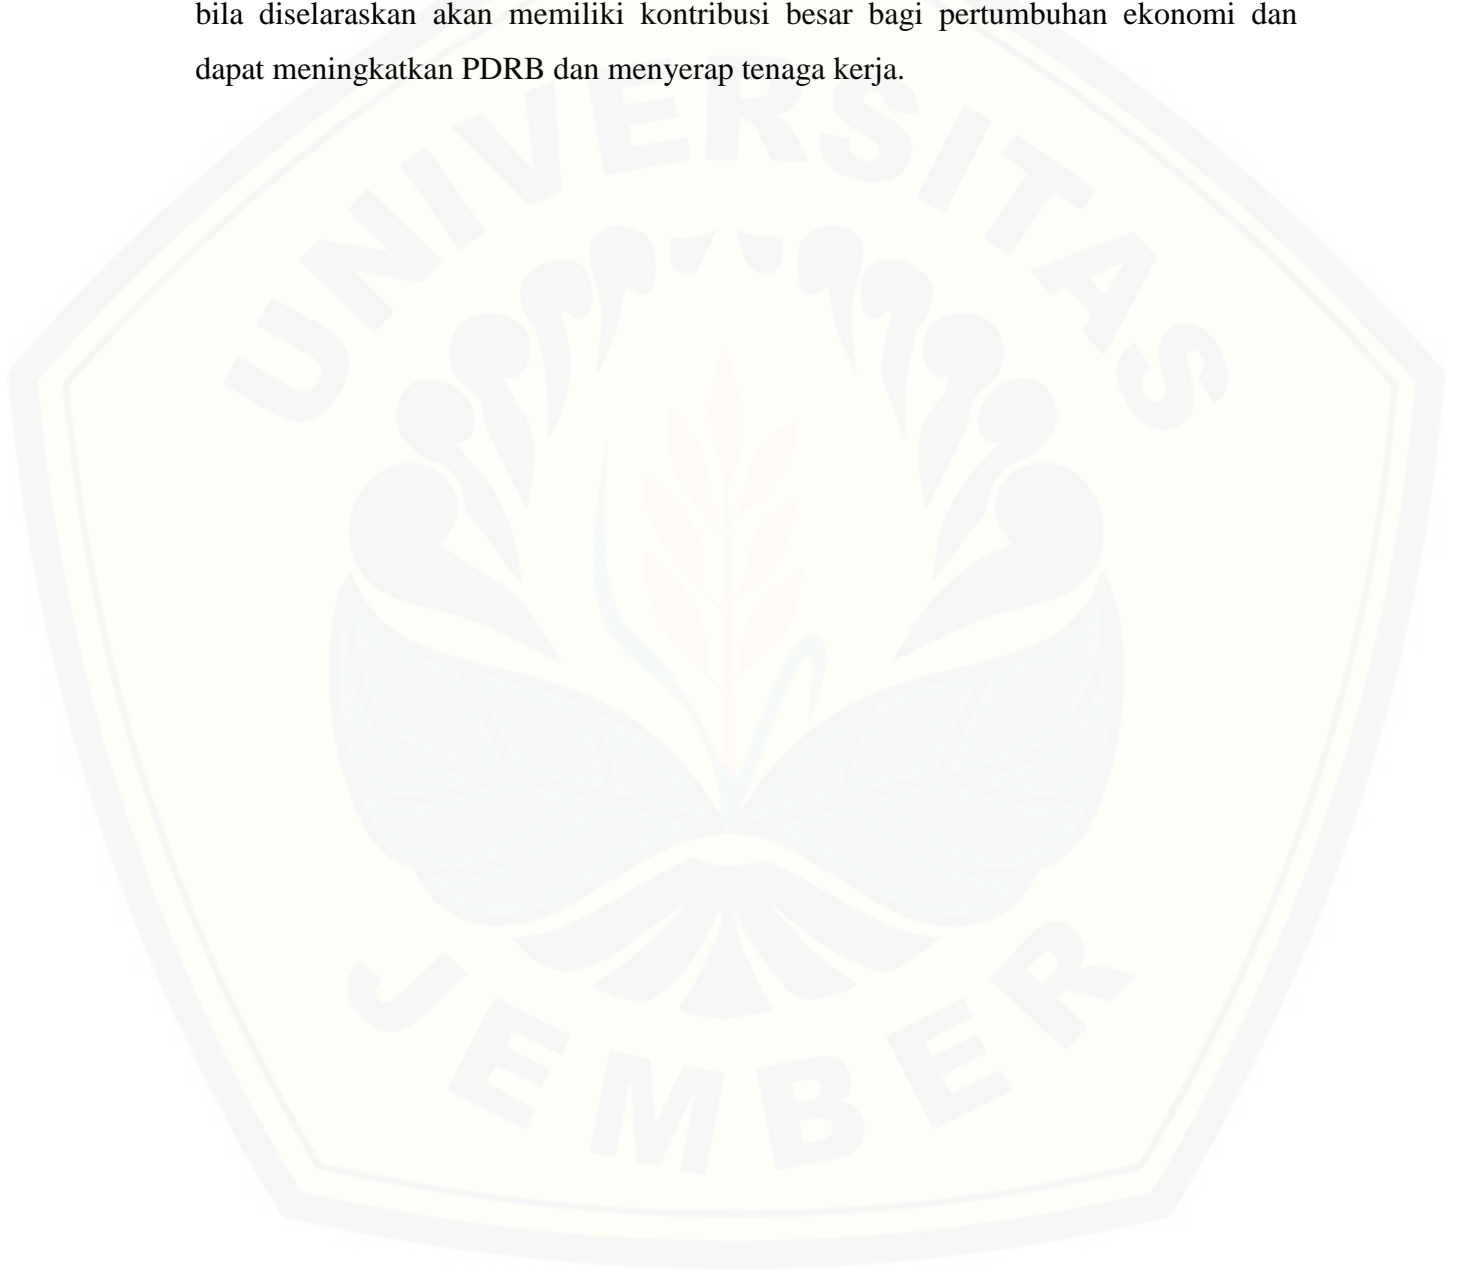 bila diselaraskan akan memiliki kontribusi besar bagi pertumbuhan ekonomi dan
dapat meningkatkan PDRB dan menyerap tenaga kerja.
UNIVERSITAS
JEMBER